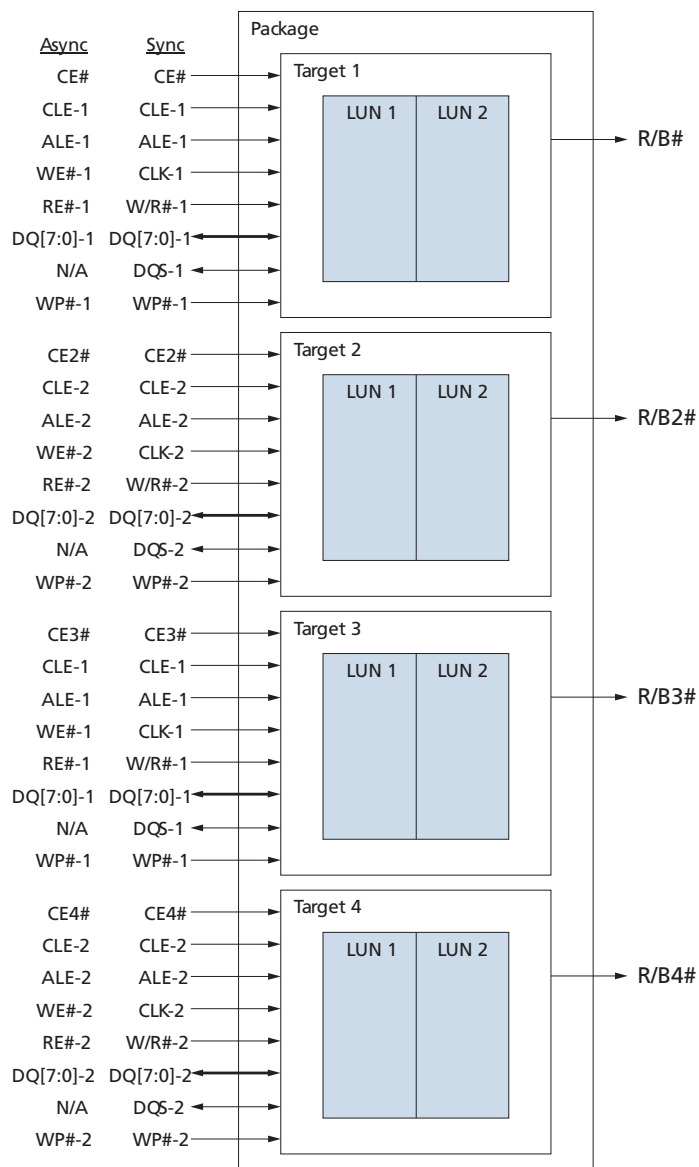 Package
Async Sync
Target 1
CE# CE#
CLE-1 CLE-1
LUN 1 LUN 2
ALE-1 ALE-1
R/B#
WE#-1 CLK-1
RE#-1 W/R#-1
DQ[7:0]-1 DQ[7:0]-1
N/A DQS-1
WP#-1 WP#-1
Target 2
CE2# CE2#
CLE-2 CLE-2
LUN 1 LUN 2
ALE-2 ALE-2
R/B2#
WE#-2 CLK-2
RE#-2 W/R#-2
DQ[7:0]-2 DQ[7:0]-2
N/A DQS-2
WP#-2 WP#-2
Target 3
CE3# CE3#
CLE-1 CLE-1
LUN 1 LUN 2
ALE-1 ALE-1
R/B3#
WE#-1 CLK-1
RE#-1 W/R#-1
DQ[7:0]-1 DQ[7:0]-1
N/A DQS-1
WP#-1 WP#-1
Target 4
CE4# CE4#
CLE-2 CLE-2
LUN 1 LUN 2
ALE-2 ALE-2
R/B4#
WE#-2 CLK-2
RE#-2 W/R#-2
DQ[7:0]-2 DQ[7:0]-2
N/A DQS-2
WP#-2 WP#-2